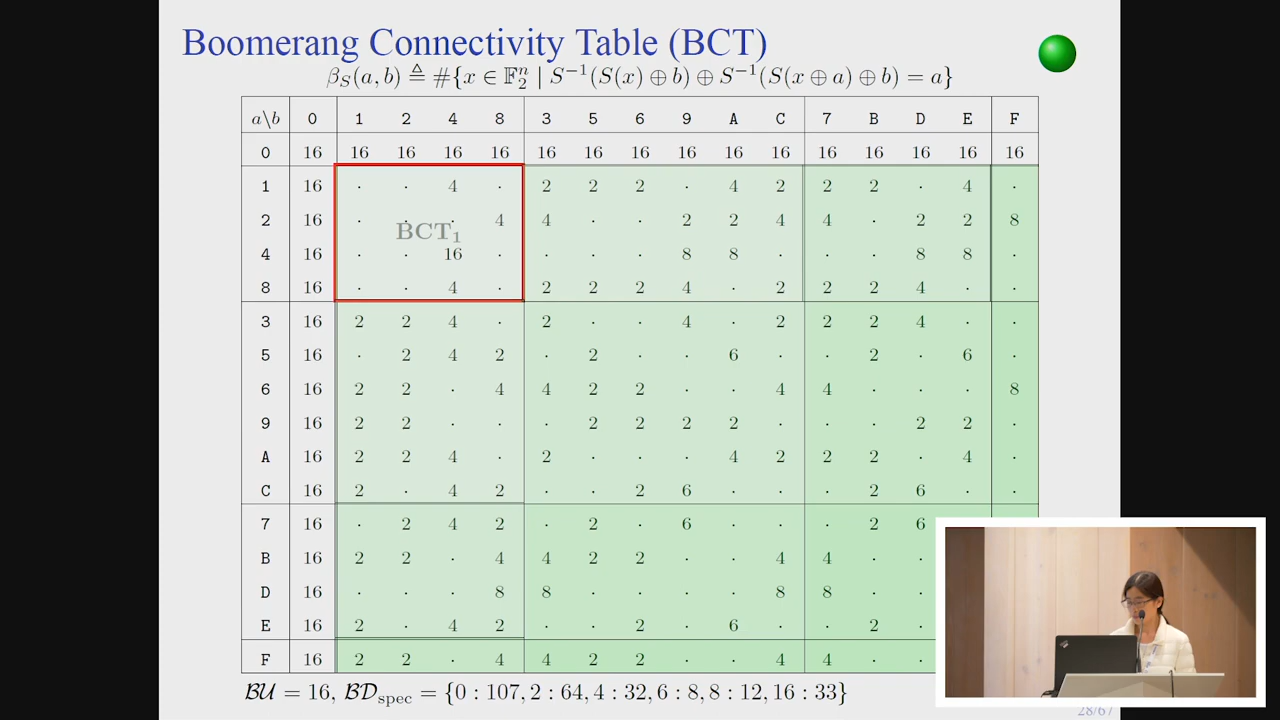 Boomerang Connectivity Table (BCT)
β_S(a, b) ≜ #{x ∈ 𝔽₂ⁿ | S⁻¹(S(x) ⊕ b) ⊕ S⁻¹(S(x ⊕ a) ⊕ b) = a}
a\b 0 1 2 4 8 3 5 6 9 A C 7 B D E F
0 16 16 16 16 16 16 16 16 16 16 16 16 16 16 16 16
1 16 · · 4 · 2 2 2 · 4 2 2 2 · 4 ·
2 16 · · · 4 3 · · 2 2 4 4 · 2 2 8
BCT₁
4 16 · · 16 · · · · 8 8 · · · 8 8 ·
8 16 · · 4 · 2 2 2 4 · 2 2 2 4 · ·
3 16 2 2 4 · 2 · · 4 · 2 2 2 4 · ·
5 16 · 2 4 2 · 2 · · 6 · · 2 · 6 ·
6 16 2 2 · 4 4 2 2 · · 4 4 · · · 8
9 16 2 2 · · · 2 2 2 2 · · · 2 2 ·
A 16 2 2 4 · 2 · · · 4 2 2 2 · 4 ·
C 16 2 · 4 2 · · 2 6 · · · 2 6 · ·
7 16 · 2 4 2 · 2 · 6 · · · 2 6
B 16 2 2 · 4 4 2 2 · · 4 4 · ·
D 16 · · · 8 8 · · · · 8 8 · ·
E 16 2 · 4 2 · · 2 · 6 · · 2 ·
F 16 2 2 · 4 4 2 2 · · 4 4 · ·
ℬ𝒰 = 16, ℬ𝒟_spec = {0 : 107, 2 : 64, 4 : 32, 6 : 8, 8 : 12, 16 : 33}
28/67